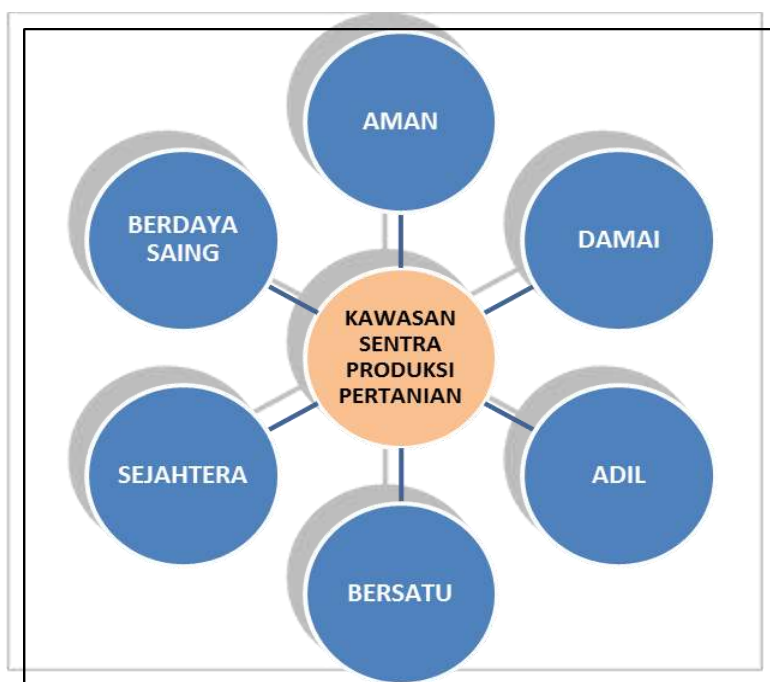 AMAN
DAMAI
ADIL
BERSATU
SEJAHTERA
BERDAYA
SAING
KAWASAN
SENTRA
PRODUKSI
PERTANIAN